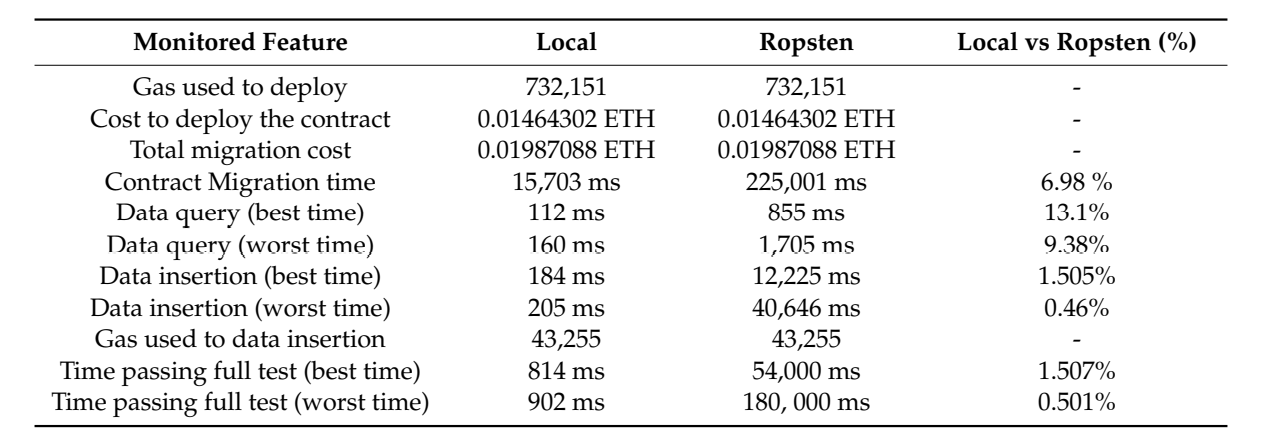 Monitored Feature Local Ropsten Local vs Ropsten (%)
Gas used to deploy 732,151 732,151 -
Cost to deploy the contract 0.01464302 ETH 0.01464302 ETH -
Total migration cost 0.01987088 ETH 0.01987088 ETH -
Contract Migration time 15,703 ms 225,001 ms 6.98 %
Data query (best time) 112 ms 855 ms 13.1%
Data query (worst time) 160 ms 1,705 ms 9.38%
Data insertion (best time) 184 ms 12,225 ms 1.505%
Data insertion (worst time) 205 ms 40,646 ms 0.46%
Gas used to data insertion 43,255 43,255 -
Time passing full test (best time) 814 ms 54,000 ms 1.507%
Time passing full test (worst time) 902 ms 180, 000 ms 0.501%